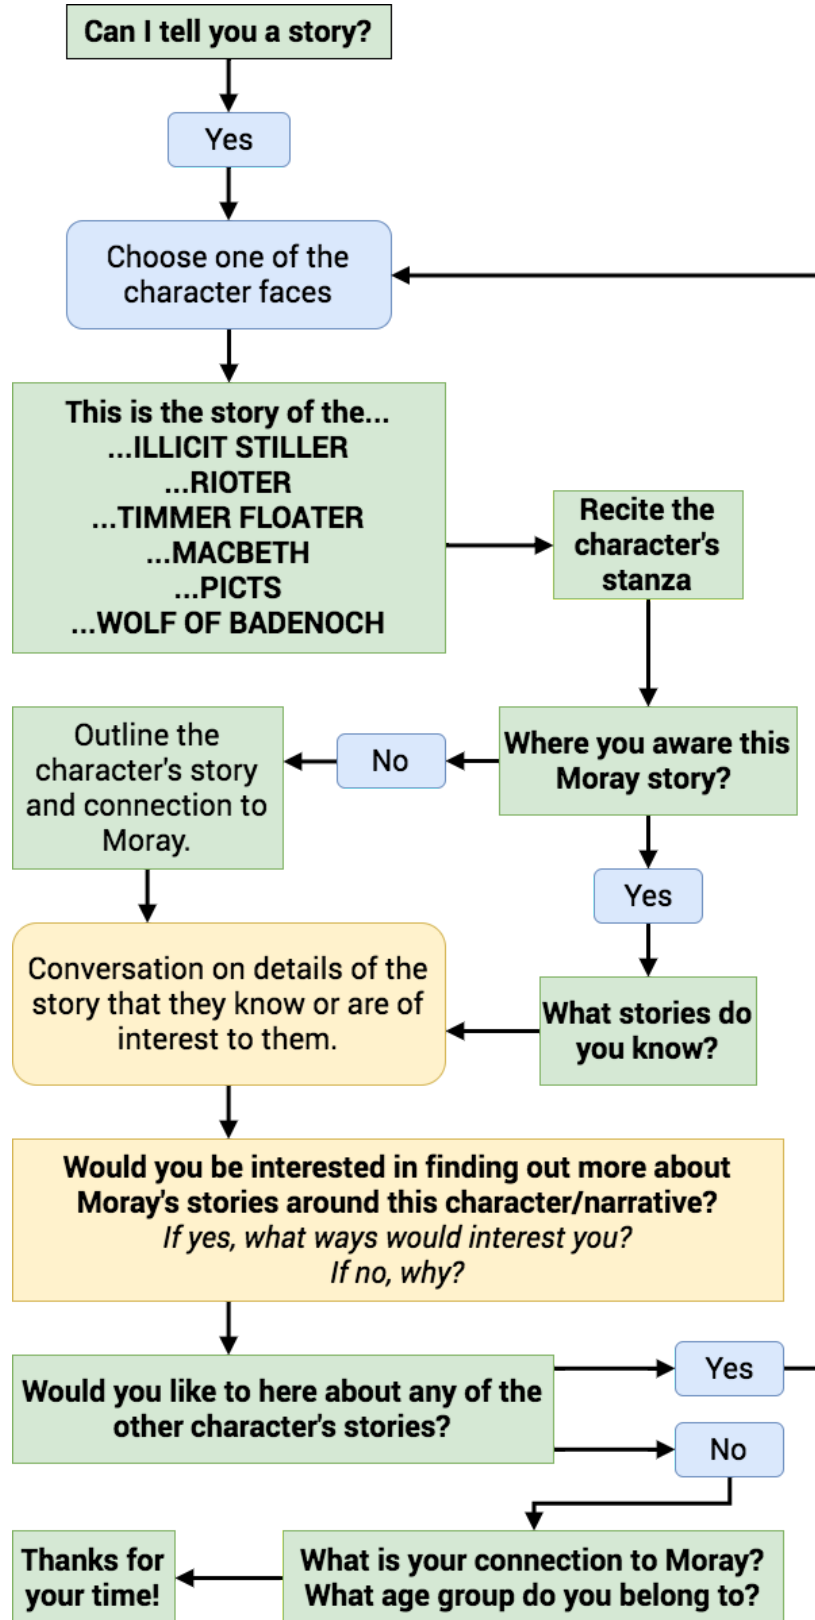 Can I tell you a story?
Yes
Choose one of the
character faces
This is the story of the...
...ILLICIT STILLER
...RIOTER
...TIMMER FLOATER
...MACBETH
...PICTS
...WOLF OF BADENOCH
Recite the
character's
stanza
Where you aware this
Moray story?
No
Outline the
character's story
and connection to
Moray.
Yes
What stories do
you know?
Conversation on details of the
story that they know or are of
interest to them.
Would you be interested in finding out more about
Moray's stories around this character/narrative?
If yes, what ways would interest you?
If no, why?
Would you like to here about any of the
other character's stories?
Yes
No
What is your connection to Moray?
What age group do you belong to?
Thanks for
your time!